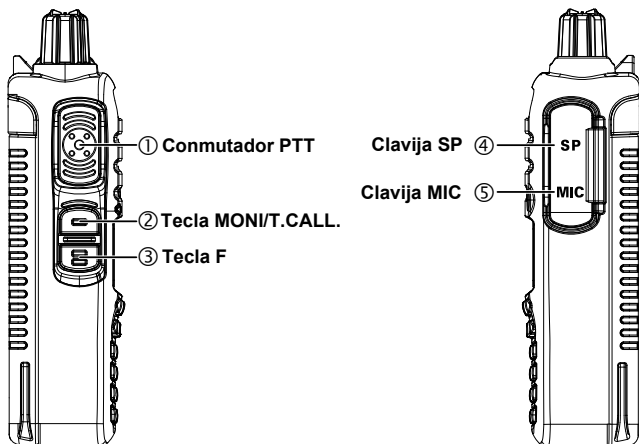 ① Conmutador PTT
② Tecla MONI/T.CALL.
③ Tecla F
Clavija SP ④ SP
Clavija MIC ⑤ MIC